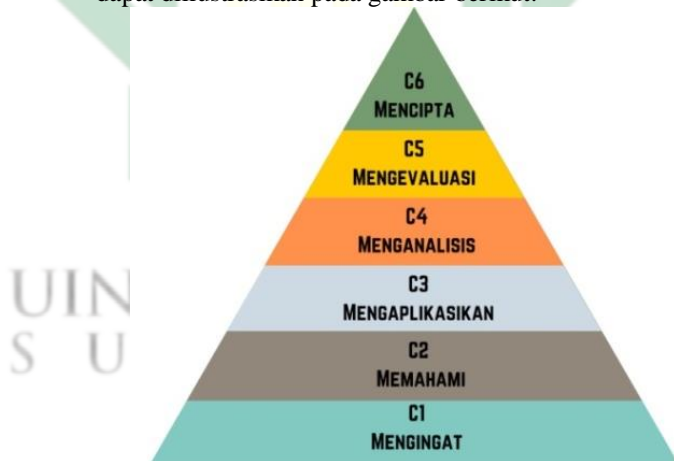 C6
MENCIPTA
C5
MENGEVALUASI
C4
MENGANALISIS
C3
MENGAPLIKASIKAN
C2
MEMAHAMI
C1
MENGINGAT
UIN
S U